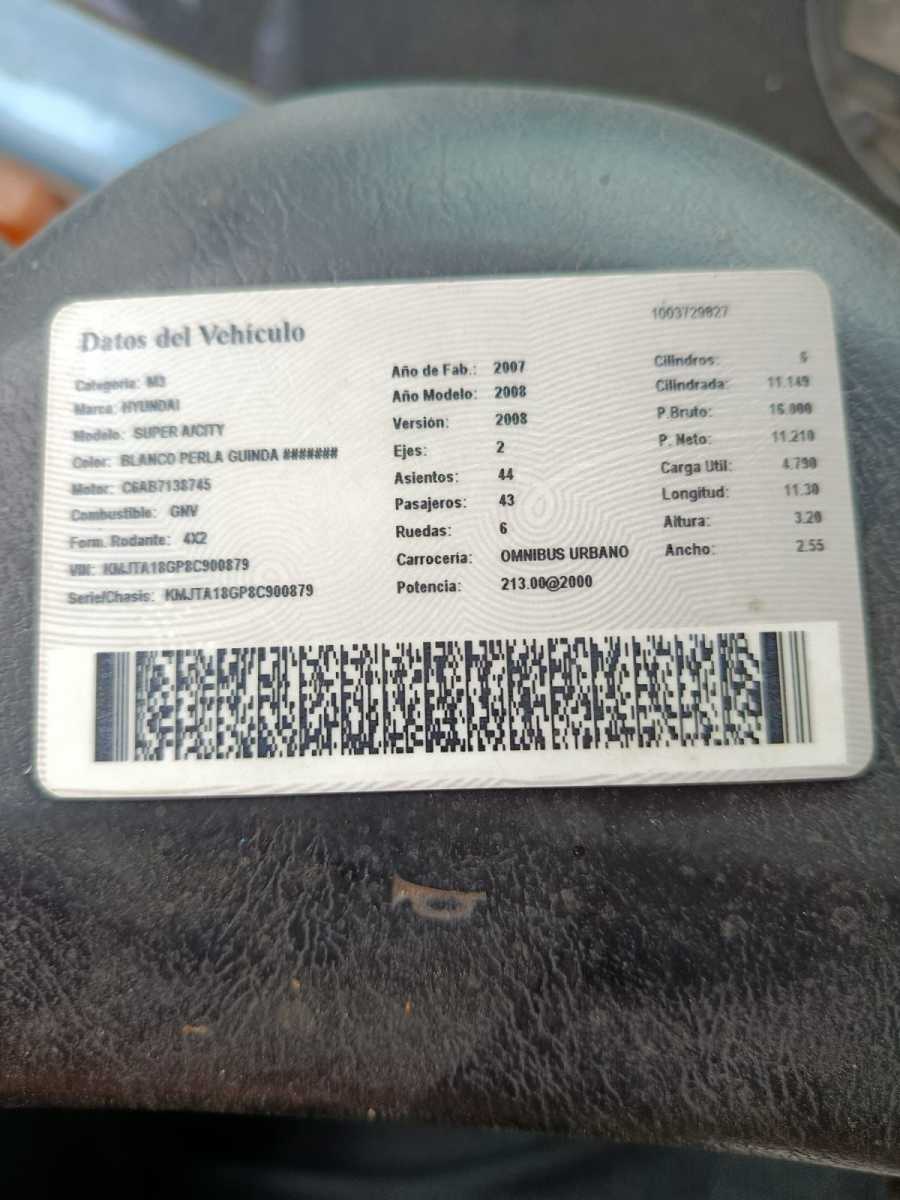 Datos del Vehículo
1003729827
Categoría: M3
Marca: HYUNDAI
Modelo: SUPER A/CITY
Color: BLANCO PERLA GUINDA #######
Motor: C6AB7138745
Combustible: GNV
Form. Rodante: 4X2
VIN: KMJTA18GP8C900879
Serie/Chasis: KMJTA18GP8C900879
Año de Fab.: 2007
Año Modelo: 2008
Versión: 2008
Ejes: 2
Asientos: 44
Pasajeros: 43
Ruedas: 6
Carrocería: OMNIBUS URBANO
Potencia: 213.00@2000
Cilindros: 6
Cilindrada: 11.149
P.Bruto: 16.000
P. Neto: 11.210
Carga Util: 4.790
Longitud: 11.30
Altura: 3.20
Ancho: 2.55